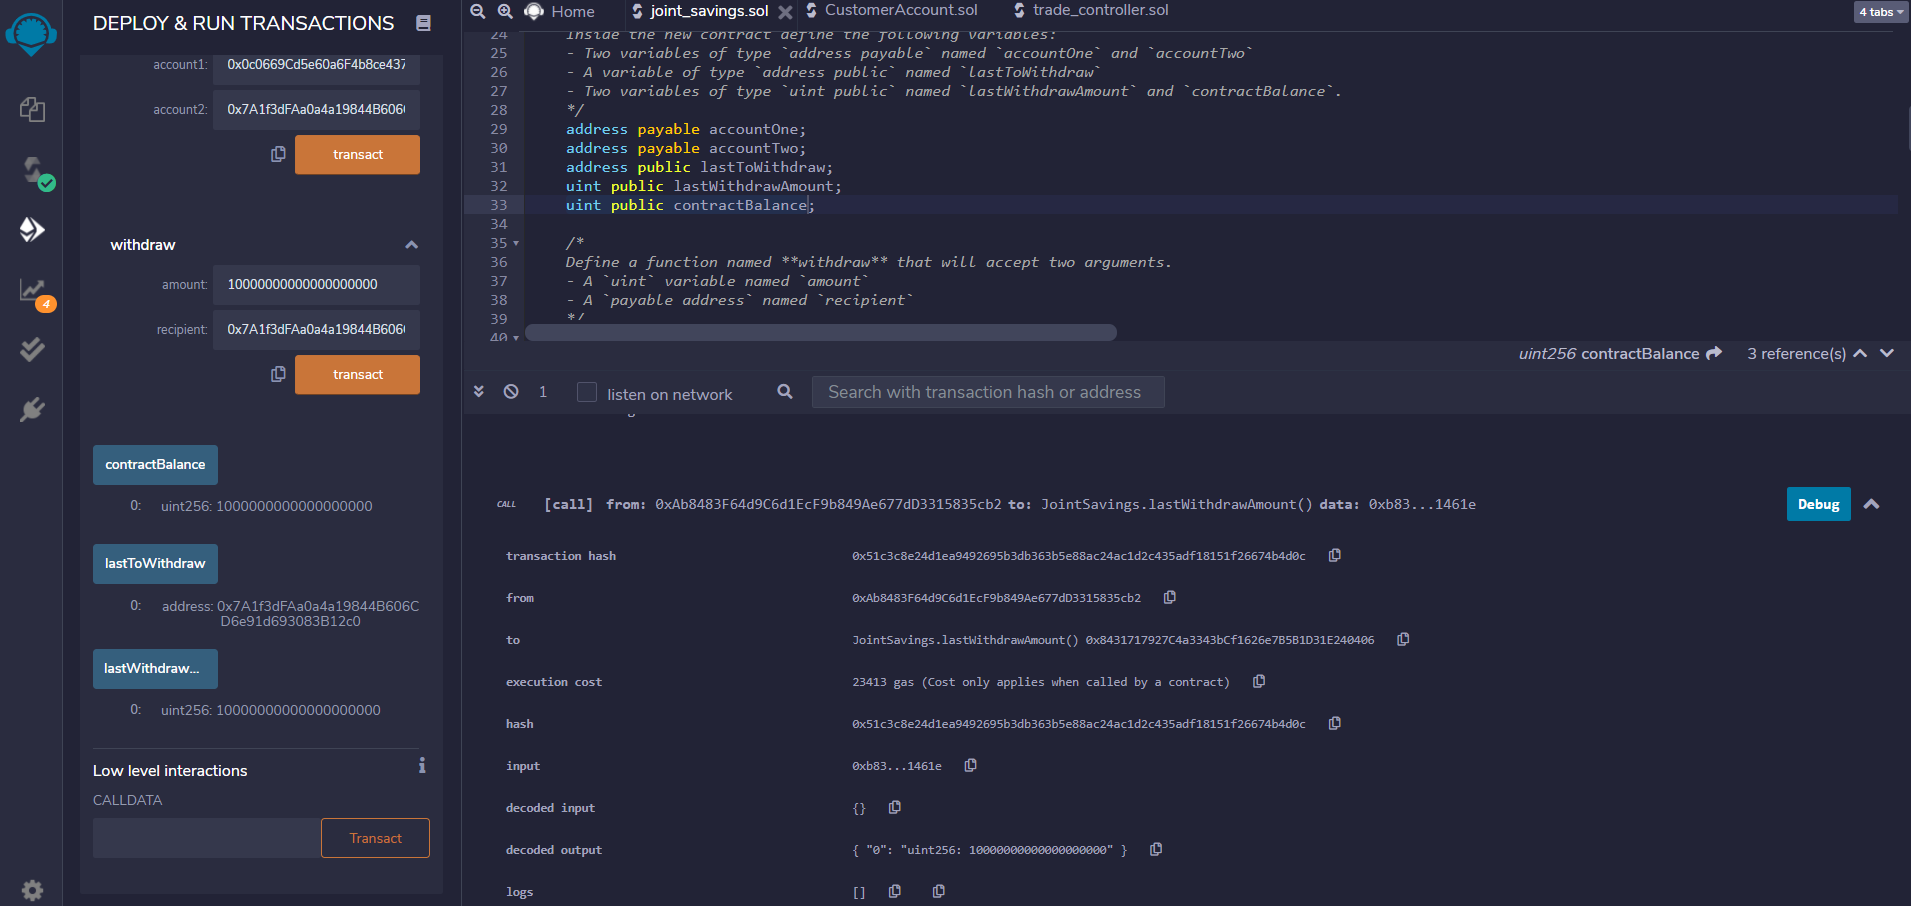 DEPLOY & RUN TRANSACTIONS
account1: 0x0c0669Cd5e60a6F4b8ce437
account2: 0x7A1f3dFAa0a4a19844B606(
transact
withdraw
amount: 10000000000000000000
recipient: 0x7A1f3dFAa0a4a19844B606(
transact
contractBalance
0: uint256: 1000000000000000000
lastToWithdraw
0: address: 0x7A1f3dFAa0a4a19844B606C
D6e91d693083B12c0
lastWithdraw...
0: uint256: 10000000000000000000
Low level interactions
CALLDATA
Transact
4
Home
joint_savings.sol
CustomerAccount.sol
trade_controller.sol
4 tabs
24 Inside the new contract define the following variables:
25 - Two variables of type `address payable` named `accountOne` and `accountTwo`
26 - A variable of type `address public` named `lastToWithdraw`
27 - Two variables of type `uint public` named `lastWithdrawAmount` and `contractBalance`.
28 */
29 address payable accountOne;
30 address payable accountTwo;
31 address public lastToWithdraw;
32 uint public lastWithdrawAmount;
33 uint public contractBalance;
34
35 /*
36 Define a function named **withdraw** that will accept two arguments.
37 - A `uint` variable named `amount`
38 - A `payable address` named `recipient`
39 */
40
uint256 contractBalance 3 reference(s)
1 listen on network Search with transaction hash or address
CALL [call] from: 0xAb8483F64d9C6d1EcF9b849Ae677dD3315835cb2 to: JointSavings.lastWithdrawAmount() data: 0xb83...1461e Debug
transaction hash 0x51c3c8e24d1ea9492695b3db363b5e88ac24ac1d2c435adf18151f26674b4d0c
from 0xAb8483F64d9C6d1EcF9b849Ae677dD3315835cb2
to JointSavings.lastWithdrawAmount() 0x8431717927C4a3343bCf1626e7B5B1D31E240406
execution cost 23413 gas (Cost only applies when called by a contract)
hash 0x51c3c8e24d1ea9492695b3db363b5e88ac24ac1d2c435adf18151f26674b4d0c
input 0xb83...1461e
decoded input {}
decoded output { "0": "uint256: 10000000000000000000" }
logs []